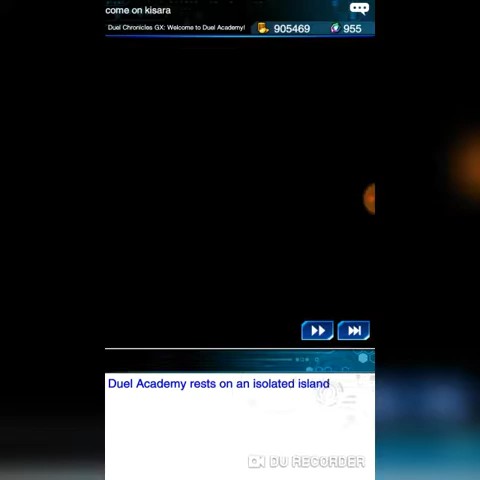 come on kisara
Duel Chronicles GX: Welcome to Duel Academy!
905469
955
Duel Academy rests on an isolated island
DU RECORDER